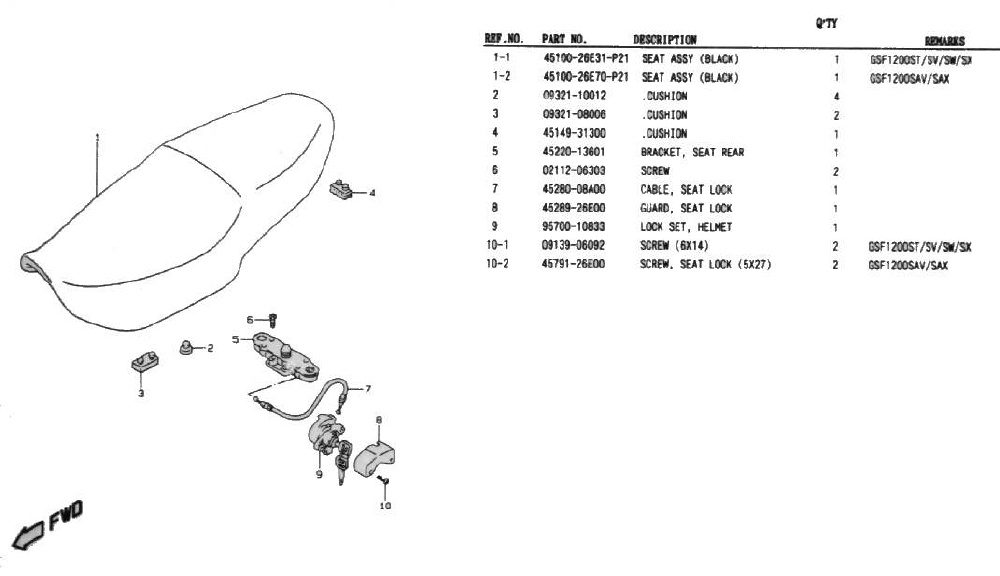 Q'TY
REF.NO. PART NO. DESCRIPTION REMARKS
1-1 45100-26E31-P21 SEAT ASSY (BLACK) 1 GSF1200ST/SV/SW/SX
1-2 45100-26E70-P21 SEAT ASSY (BLACK) 1 GSF1200SAV/SAX
2 09321-10012 .CUSHION 4
3 09321-08006 .CUSHION 2
4 45149-31300 .CUSHION 1
5 45220-13601 BRACKET, SEAT REAR 1
6 02112-06303 SCREW 2
7 45280-08A00 CABLE, SEAT LOCK 1
8 45289-26E00 GUARD, SEAT LOCK 1
9 95700-10833 LOCK SET, HELMET 1
10-1 09139-06092 SCREW (6X14) 2 GSF1200ST/SV/SW/SX
10-2 45791-26E00 SCREW, SEAT LOCK (5X27) 2 GSF1200SAV/SAX
1
4
6
5
2
3
7
8
9
10
FWD